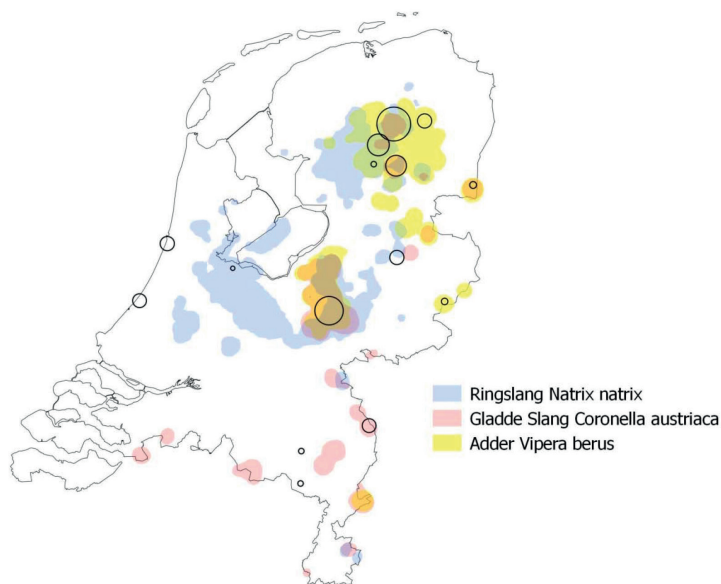 Ringslang Natrix natrix
Gladde Slang Coronella austriaca
Adder Vipera berus